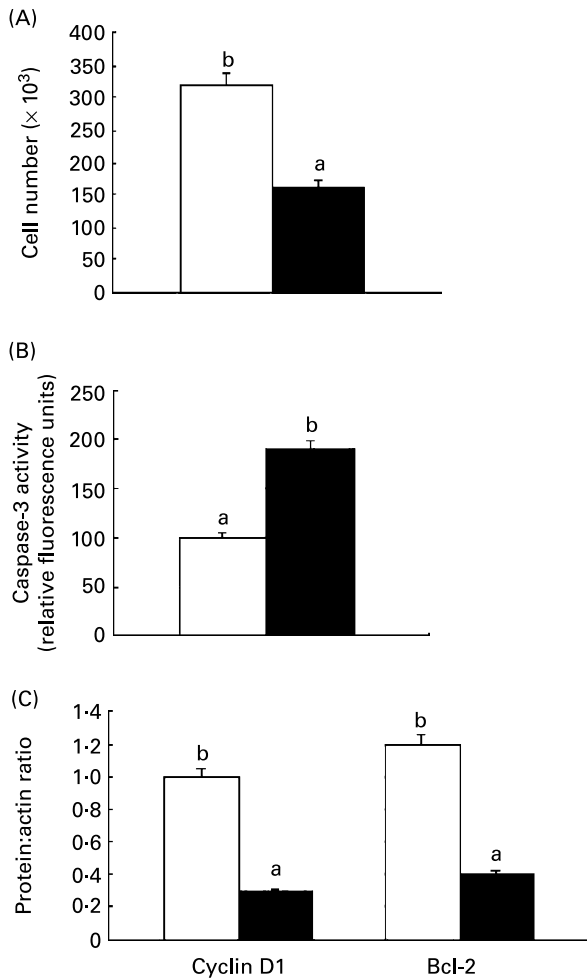 (A)
Cell number (× 10³)
400
350
300
250
200
150
100
50
0
b
a
(B)
Caspase-3 activity
(relative fluorescence units)
250
200
150
100
50
0
a
b
(C)
Protein:actin ratio
1·4
1·2
1·0
0·8
0·6
0·4
0·2
0
b
a
b
a
Cyclin D1 Bcl-2